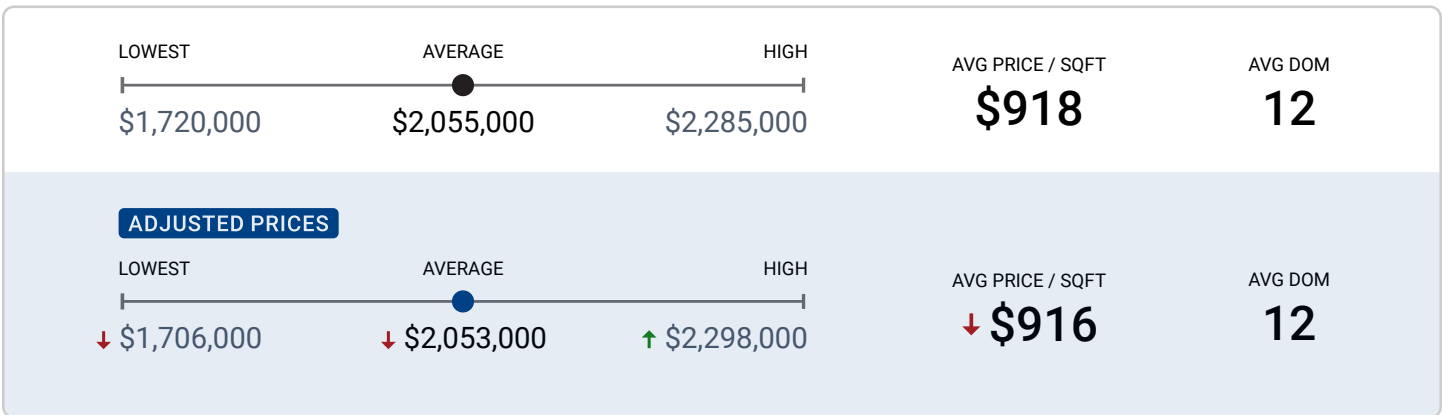 LOWEST AVERAGE HIGH AVG PRICE / SQFT AVG DOM
$1,720,000 $2,055,000 $2,285,000 $918 12
ADJUSTED PRICES
LOWEST AVERAGE HIGH AVG PRICE / SQFT AVG DOM
↓ $1,706,000 ↓ $2,053,000 ↑ $2,298,000 ↓ $916 12